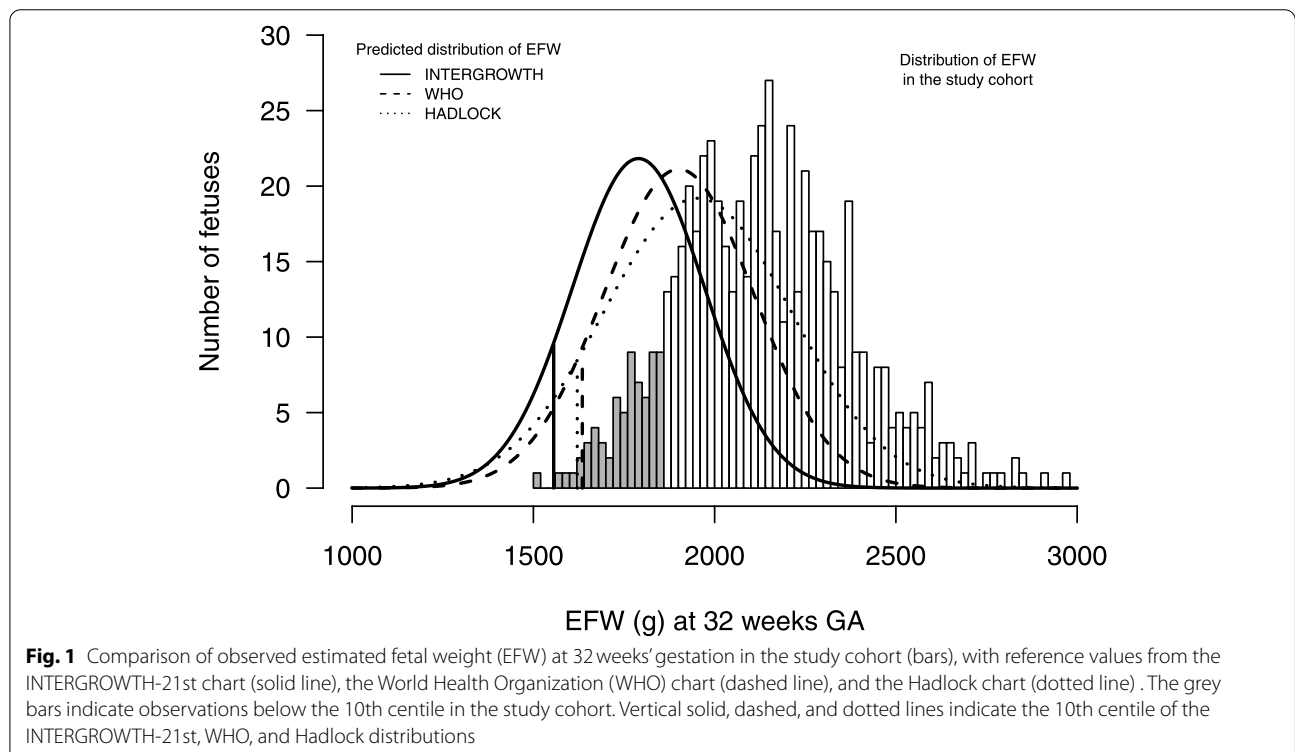 30
25
20
15
10
5
0
Number of fetuses
Predicted distribution of EFW
INTERGROWTH
WHO
HADLOCK
Distribution of EFW
in the study cohort
1000 1500 2000 2500 3000
EFW (g) at 32 weeks GA
Fig. 1 Comparison of observed estimated fetal weight (EFW) at 32 weeks' gestation in the study cohort (bars), with reference values from the
INTERGROWTH-21st chart (solid line), the World Health Organization (WHO) chart (dashed line), and the Hadlock chart (dotted line) . The grey
bars indicate observations below the 10th centile in the study cohort. Vertical solid, dashed, and dotted lines indicate the 10th centile of the
INTERGROWTH-21st, WHO, and Hadlock distributions